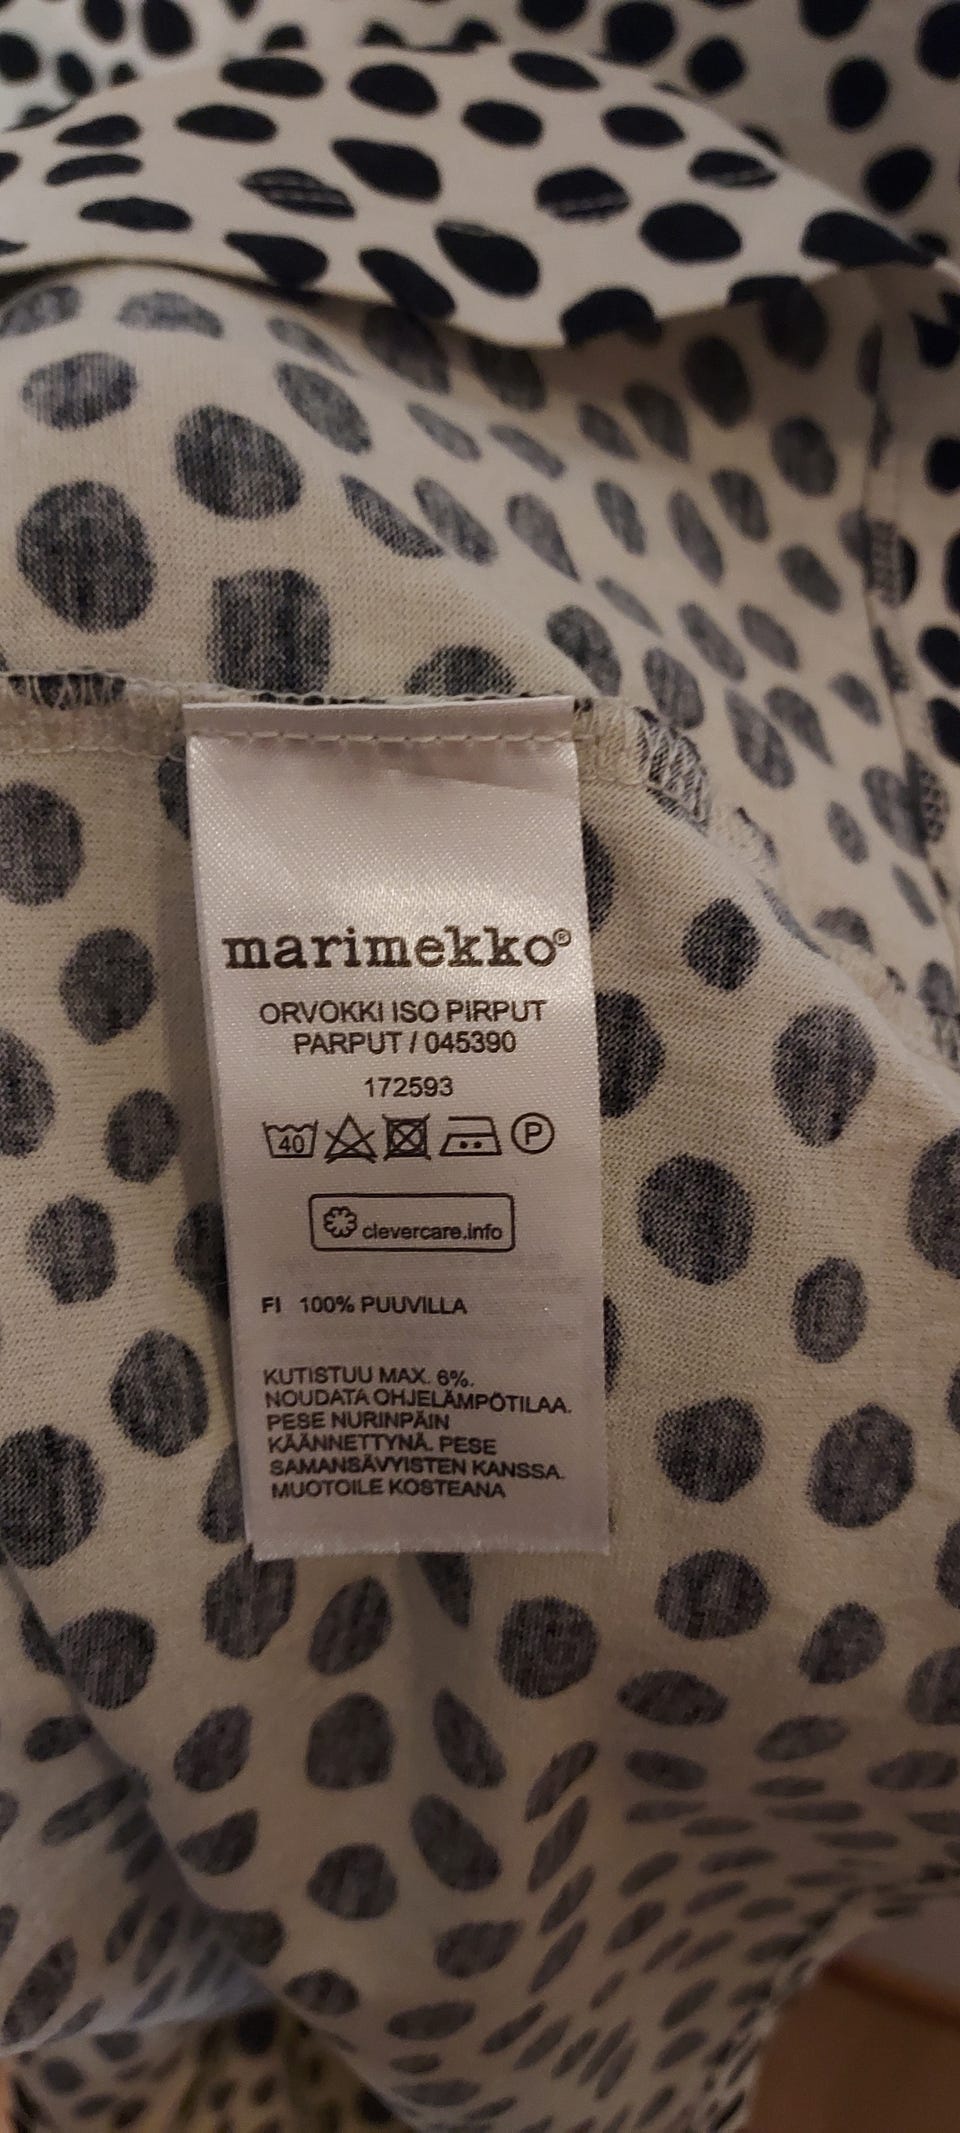 marimekko®
ORVOKKI ISO PIRPUT
PARPUT / 045390
172593
40 P
clevercare.info
FI 100% PUUVILLA
KUTISTUU MAX. 6%.
NOUDATA OHJELÄMPÖTILAA.
PESE NURINPÄIN
KÄÄNNETTYNÄ. PESE
SAMANSÄVYISTEN KANSSA.
MUOTOILE KOSTEANA